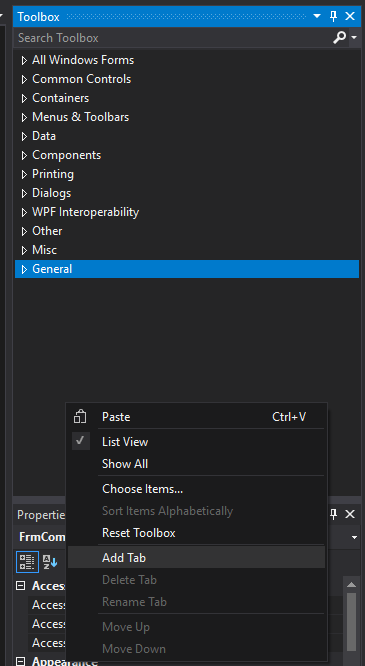 Toolbox
Search Toolbox
All Windows Forms
Common Controls
Containers
Menus & Toolbars
Data
Components
Printing
Dialogs
WPF Interoperability
Other
Misc
General
Paste Ctrl+V
List View
Show All
Choose Items...
Sort Items Alphabetically
Reset Toolbox
Add Tab
Delete Tab
Rename Tab
Move Up
Move Down
Propertie
FrmCom
Access
Access
Access
Access
Appearance